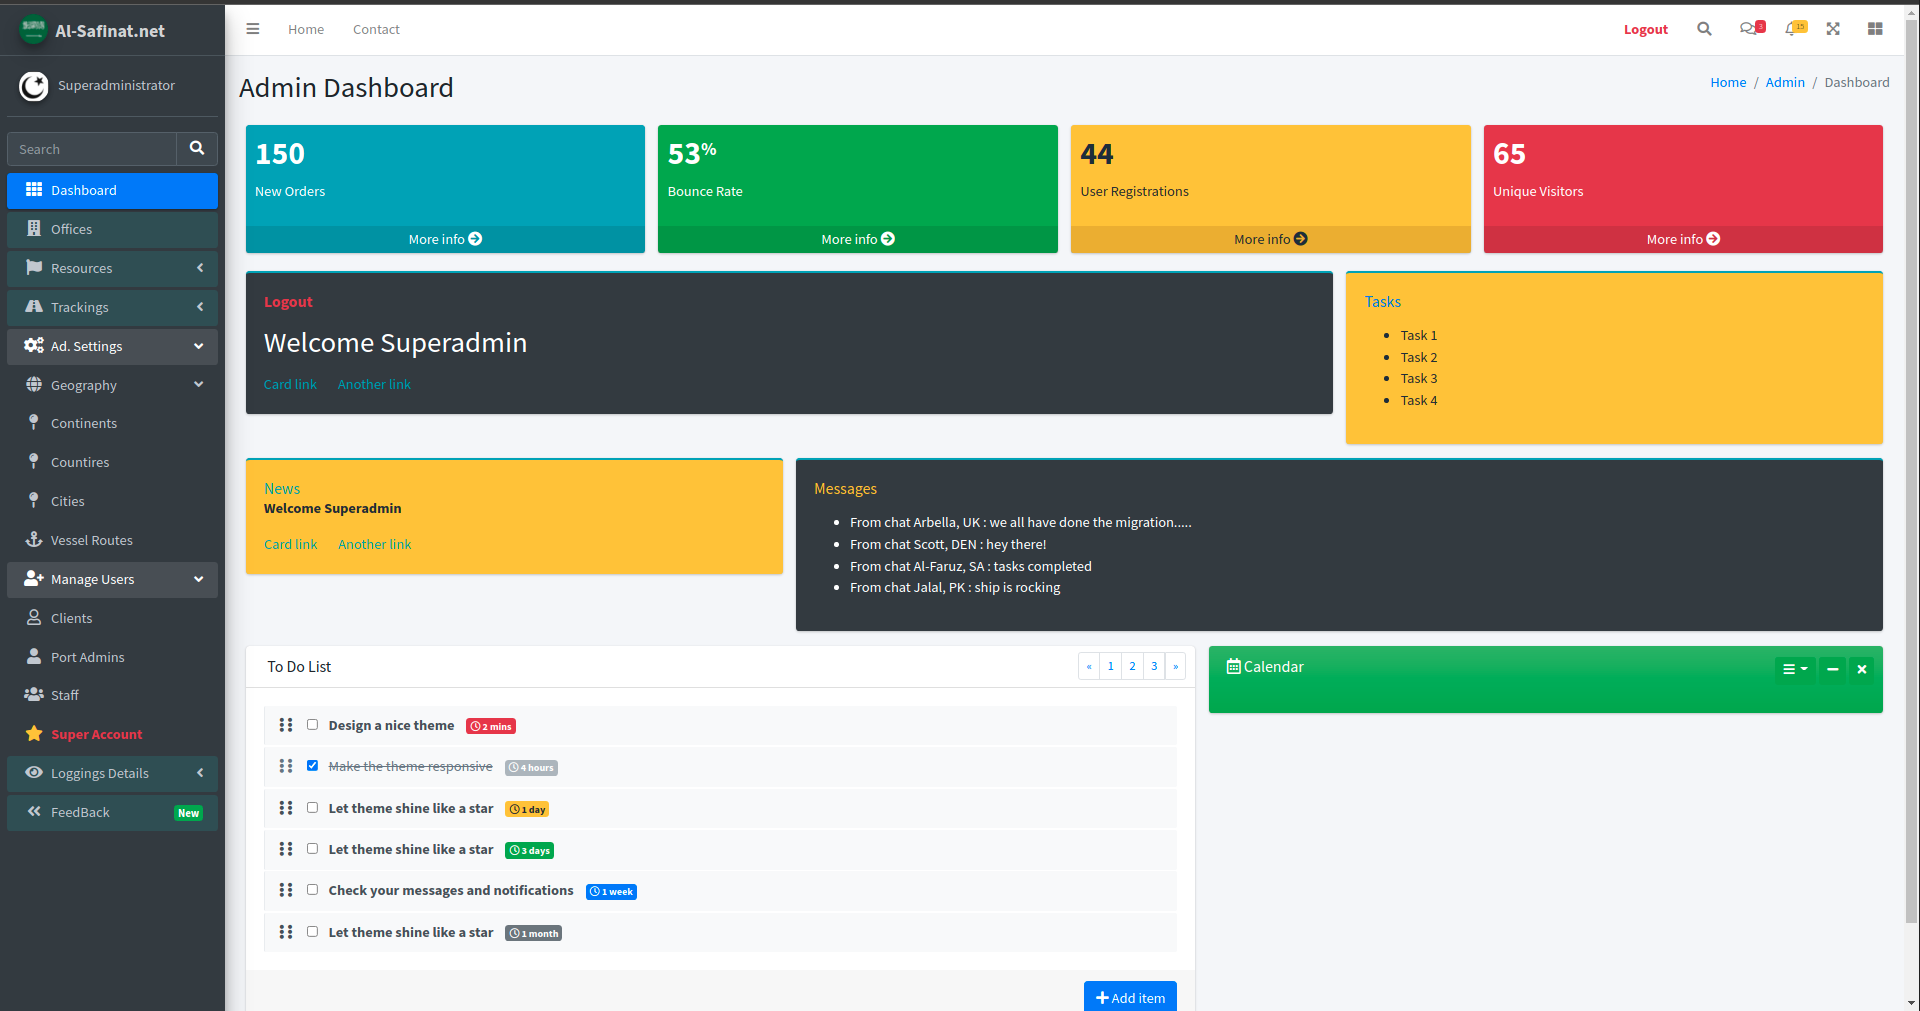 Al-Safinat.net
Home
Contact
Logout
3
15
Superadministrator
Search
Dashboard
Offices
Resources
Trackings
Ad. Settings
Geography
Continents
Countires
Cities
Vessel Routes
Manage Users
Clients
Port Admins
Staff
Super Account
Loggings Details
FeedBack New
Admin Dashboard
Home / Admin / Dashboard
150
New Orders
More info
53%
Bounce Rate
More info
44
User Registrations
More info
65
Unique Visitors
More info
Logout
Welcome Superadmin
Card link Another link
Tasks
Task 1
Task 2
Task 3
Task 4
News
Welcome Superadmin
Card link Another link
Messages
From chat Arbella, UK : we all have done the migration.....
From chat Scott, DEN : hey there!
From chat Al-Faruz, SA : tasks completed
From chat Jalal, PK : ship is rocking
To Do List
« 1 2 3 »
Design a nice theme 2 mins
Make the theme responsive 4 hours
Let theme shine like a star 1 day
Let theme shine like a star 3 days
Check your messages and notifications 1 week
Let theme shine like a star 1 month
+ Add item
Calendar